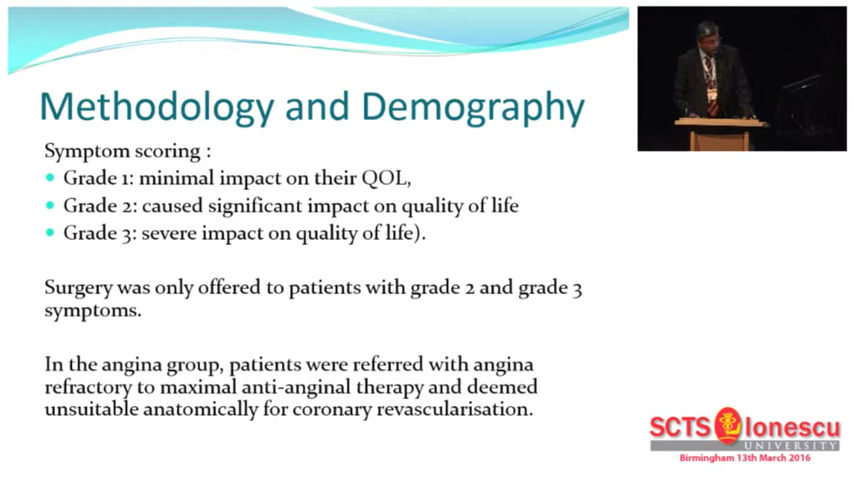 Methodology and Demography
Symptom scoring :
Grade 1: minimal impact on their QOL,
Grade 2: caused significant impact on quality of life
Grade 3: severe impact on quality of life).
Surgery was only offered to patients with grade 2 and grade 3
symptoms.
In the angina group, patients were referred with angina
refractory to maximal anti-anginal therapy and deemed
unsuitable anatomically for coronary revascularisation.
SCTS Ionescu
UNIVERSITY
Birmingham 13th March 2016